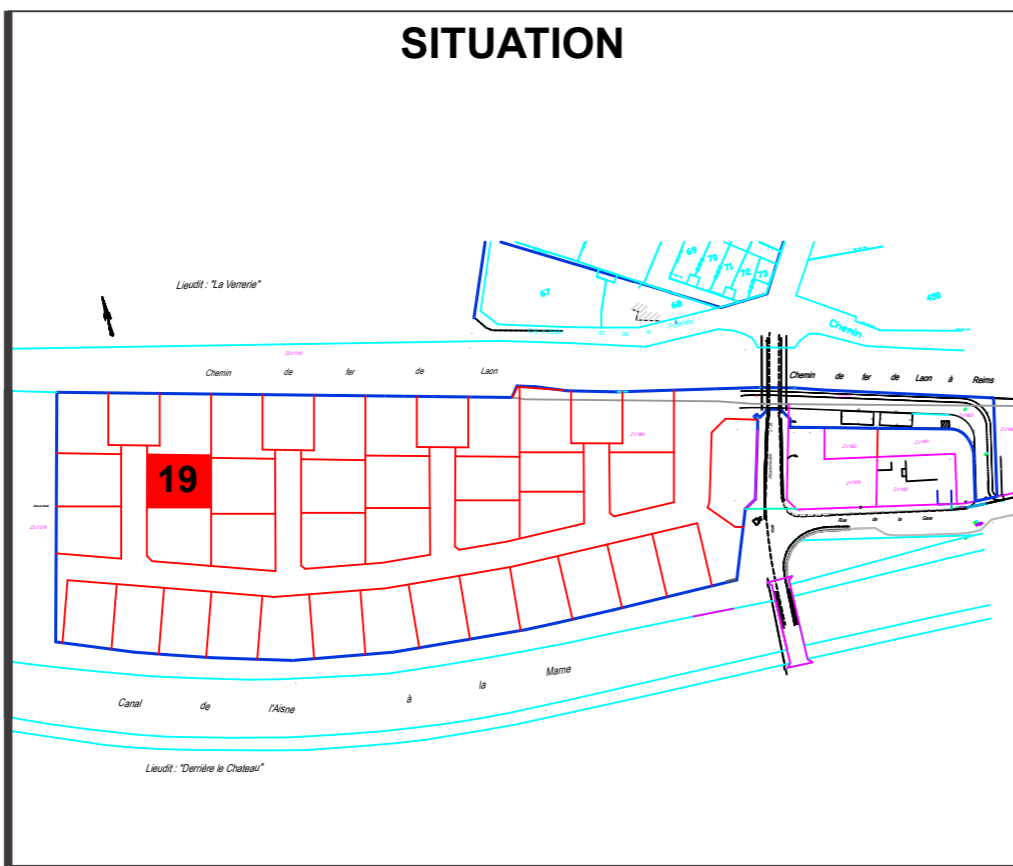 SITUATION
69
70
71
72
73
67
68
450
Lieudit : "La Verrerie"
Chemin
Chemin de fer de Laon
Chemin de fer de Laon à Reims
19
Rue de la Gare
Canal de l'Aisne à la Marne
Lieudit : "Derrière le Chateau"